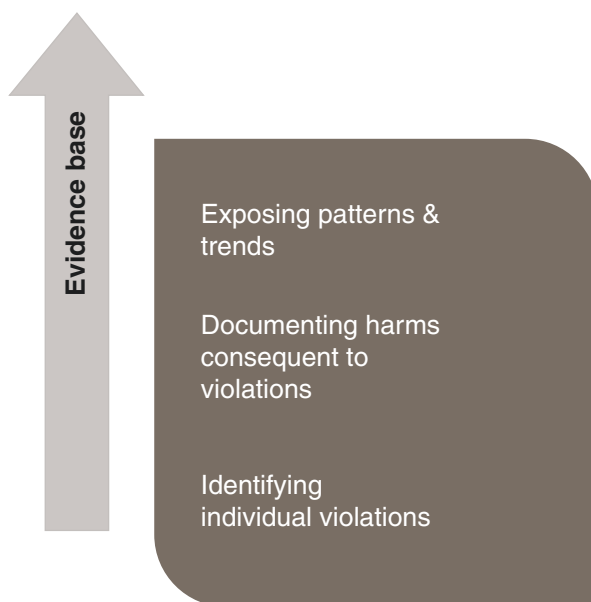 Evidence base
Exposing patterns &
trends
Documenting harms
consequent to
violations
Identifying
individual violations